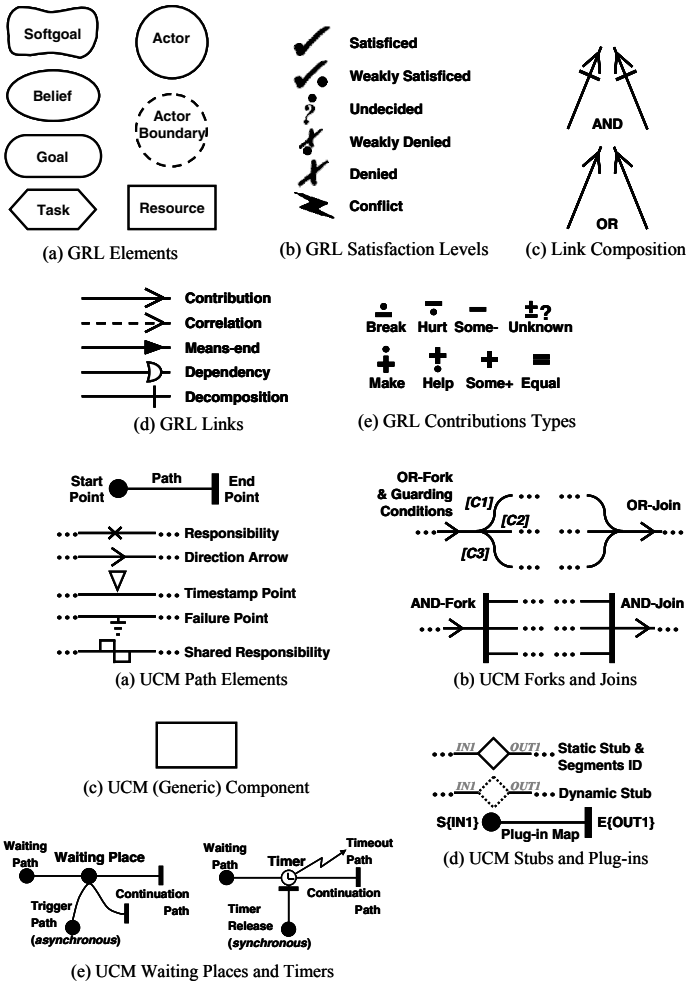 Softgoal
Actor
Belief
Actor
Boundary
Goal
Task
Resource
(a) GRL Elements
Satisficed
Weakly Satisficed
Undecided
Weakly Denied
Denied
Conflict
(b) GRL Satisfaction Levels
AND
OR
(c) Link Composition
Contribution
Correlation
Means-end
Dependency
Decomposition
(d) GRL Links
Break Hurt Some- Unknown
Make Help Some+ Equal
(e) GRL Contributions Types
Start
Point
Path
End
Point
Responsibility
Direction Arrow
Timestamp Point
Failure Point
Shared Responsibility
(a) UCM Path Elements
OR-Fork
& Guarding
Conditions
[C1]
[C2]
[C3]
OR-Join
AND-Fork
AND-Join
(b) UCM Forks and Joins
(c) UCM (Generic) Component
IN1 OUT1
Static Stub &
Segments ID
IN1 OUT1
Dynamic Stub
S{IN1}
Plug-in Map
E{OUT1}
(d) UCM Stubs and Plug-ins
Waiting
Path
Waiting Place
Continuation
Path
Trigger
Path
(asynchronous)
Waiting
Path
Timer
Timeout
Path
Continuation
Path
Timer
Release
(synchronous)
(e) UCM Waiting Places and Timers